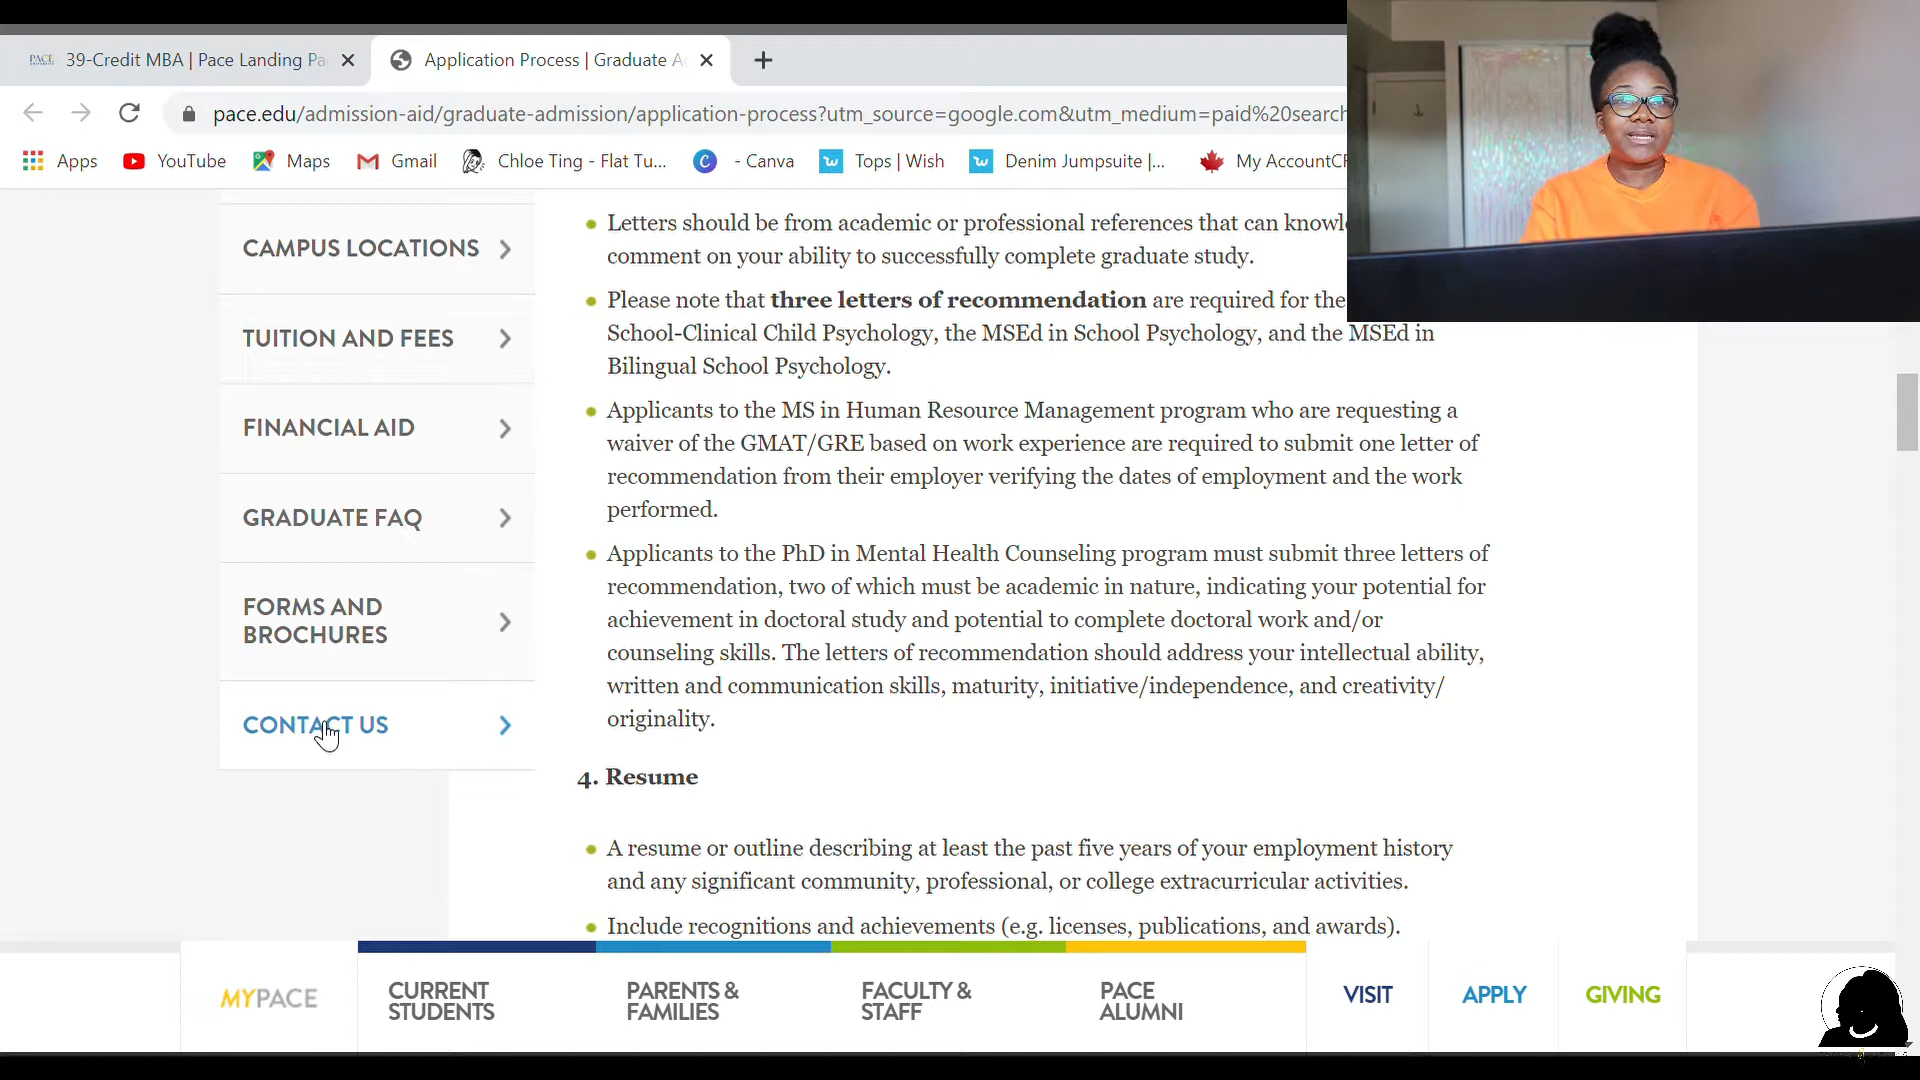 PACE 39-Credit MBA | Pace Landing Pa
Application Process | Graduate A
pace.edu/admission-aid/graduate-admission/application-process?utm_source=google.com&utm_medium=paid%20search
Apps YouTube Maps Gmail Chloe Ting - Flat Tu... - Canva Tops | Wish Denim Jumpsuite |... My AccountCR
CAMPUS LOCATIONS
TUITION AND FEES
FINANCIAL AID
GRADUATE FAQ
FORMS AND
BROCHURES
CONTACT US
Letters should be from academic or professional references that can knowle
comment on your ability to successfully complete graduate study.
Please note that three letters of recommendation are required for the
School-Clinical Child Psychology, the MSEd in School Psychology, and the MSEd in
Bilingual School Psychology.
Applicants to the MS in Human Resource Management program who are requesting a
waiver of the GMAT/GRE based on work experience are required to submit one letter of
recommendation from their employer verifying the dates of employment and the work
performed.
Applicants to the PhD in Mental Health Counseling program must submit three letters of
recommendation, two of which must be academic in nature, indicating your potential for
achievement in doctoral study and potential to complete doctoral work and/or
counseling skills. The letters of recommendation should address your intellectual ability,
written and communication skills, maturity, initiative/independence, and creativity/
originality.
4. Resume
A resume or outline describing at least the past five years of your employment history
and any significant community, professional, or college extracurricular activities.
Include recognitions and achievements (e.g. licenses, publications, and awards).
MYPACE
CURRENT
STUDENTS
PARENTS &
FAMILIES
FACULTY &
STAFF
PACE
ALUMNI
VISIT
APPLY
GIVING